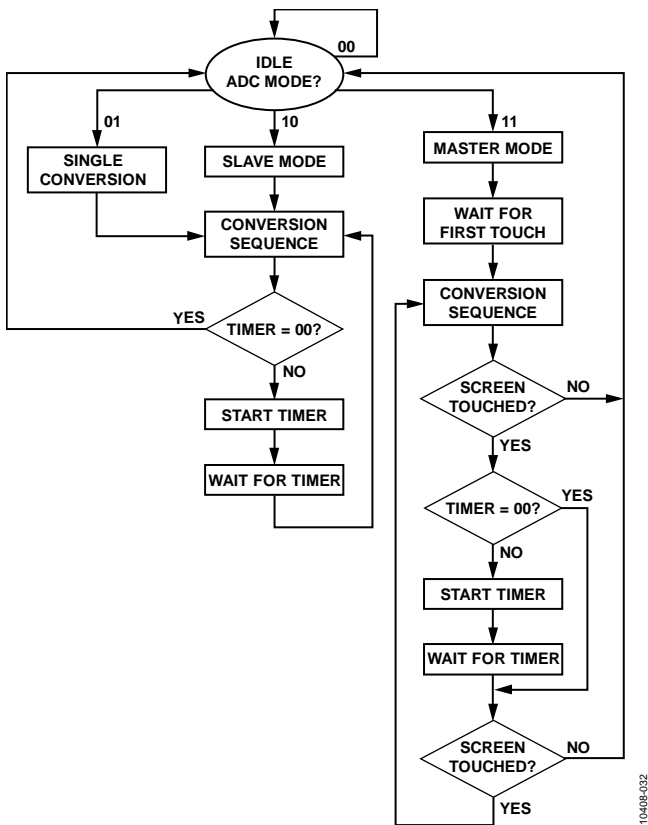 00
IDLE
ADC MODE?
01
10
11
SINGLE
CONVERSION
SLAVE MODE
MASTER MODE
CONVERSION
SEQUENCE
WAIT FOR
FIRST TOUCH
YES
TIMER = 00?
NO
CONVERSION
SEQUENCE
START TIMER
SCREEN
TOUCHED?
NO
YES
WAIT FOR TIMER
TIMER = 00?
YES
NO
START TIMER
WAIT FOR TIMER
SCREEN
TOUCHED?
NO
YES
10408-032